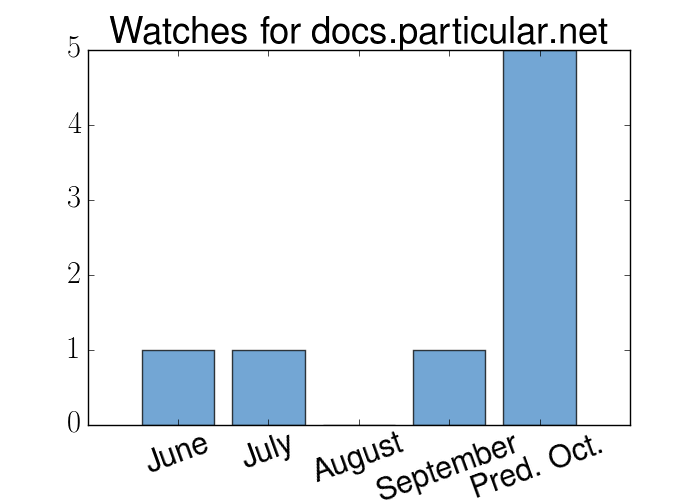 Watches for docs.particular.net
5
4
3
2
1
0
June
July
August
September
Pred. Oct.